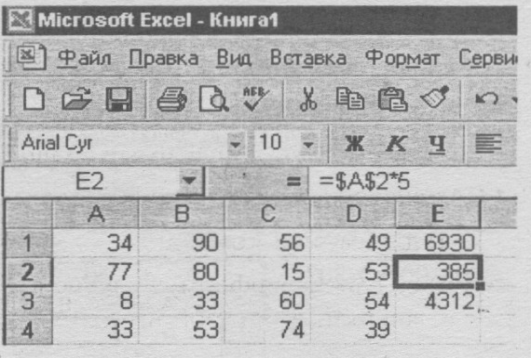 Microsoft Excel - Книга1
Файл Правка Вид Вставка Формат
Arial Cyr 10 Ж К Ч
E2 = =$A$2*5
A B C D E
1 34 90 56 49 6930
2 77 80 15 53 385
3 8 33 60 54 4312
4 33 53 74 39